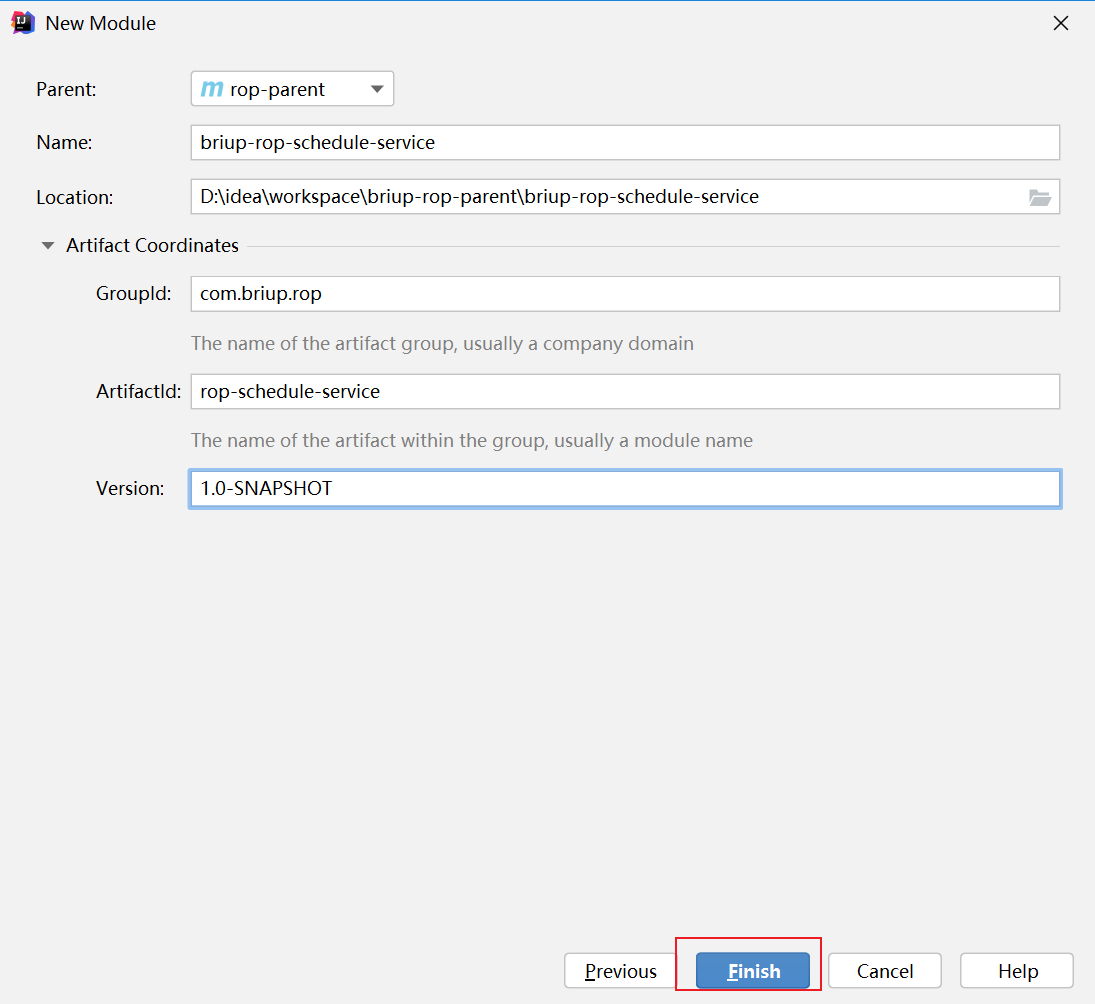 New Module
Parent: rop-parent
Name: briup-rop-schedule-service
Location: D:\idea\workspace\briup-rop-parent\briup-rop-schedule-service
Artifact Coordinates
GroupId: com.briup.rop
The name of the artifact group, usually a company domain
ArtifactId: rop-schedule-service
The name of the artifact within the group, usually a module name
Version: 1.0-SNAPSHOT
Previous Finish Cancel Help